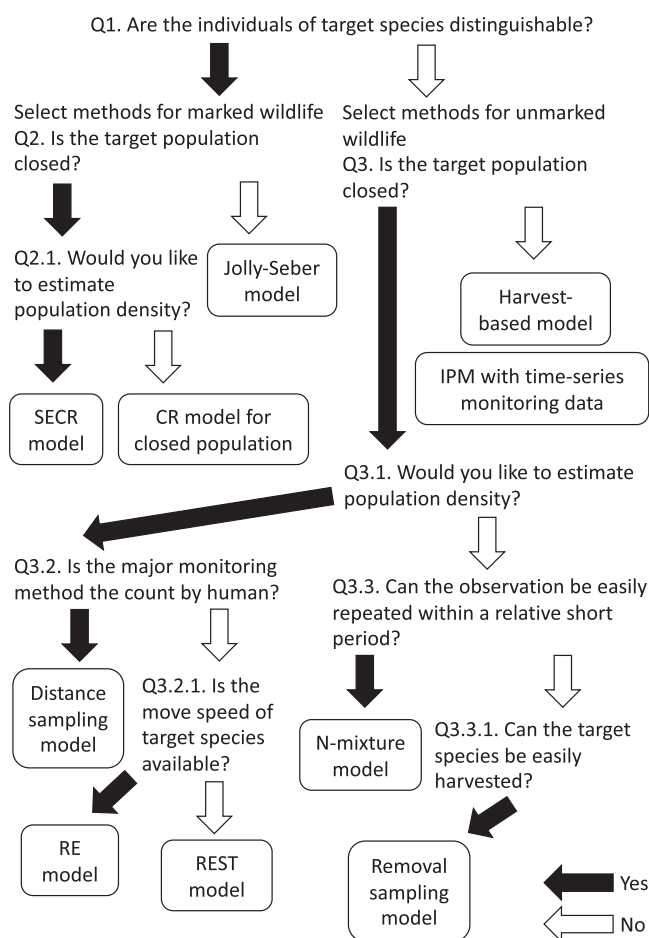 Q1. Are the individuals of target species distinguishable?
Select methods for marked wildlife
Q2. Is the target population
closed?
Select methods for unmarked
wildlife
Q3. Is the target population
closed?
Q2.1. Would you like
to estimate
population density?
Jolly-Seber
model
Harvest-
based model
IPM with time-series
monitoring data
SECR
model
CR model for
closed population
Q3.1. Would you like to estimate
population density?
Q3.2. Is the major monitoring
method the count by human?
Q3.3. Can the observation be easily
repeated within a relative short
period?
Distance
sampling
model
Q3.2.1. Is the
move speed of
target species
available?
N-mixture
model
Q3.3.1. Can the target
species be easily
harvested?
RE
model
REST
model
Removal
sampling
model
Yes
No